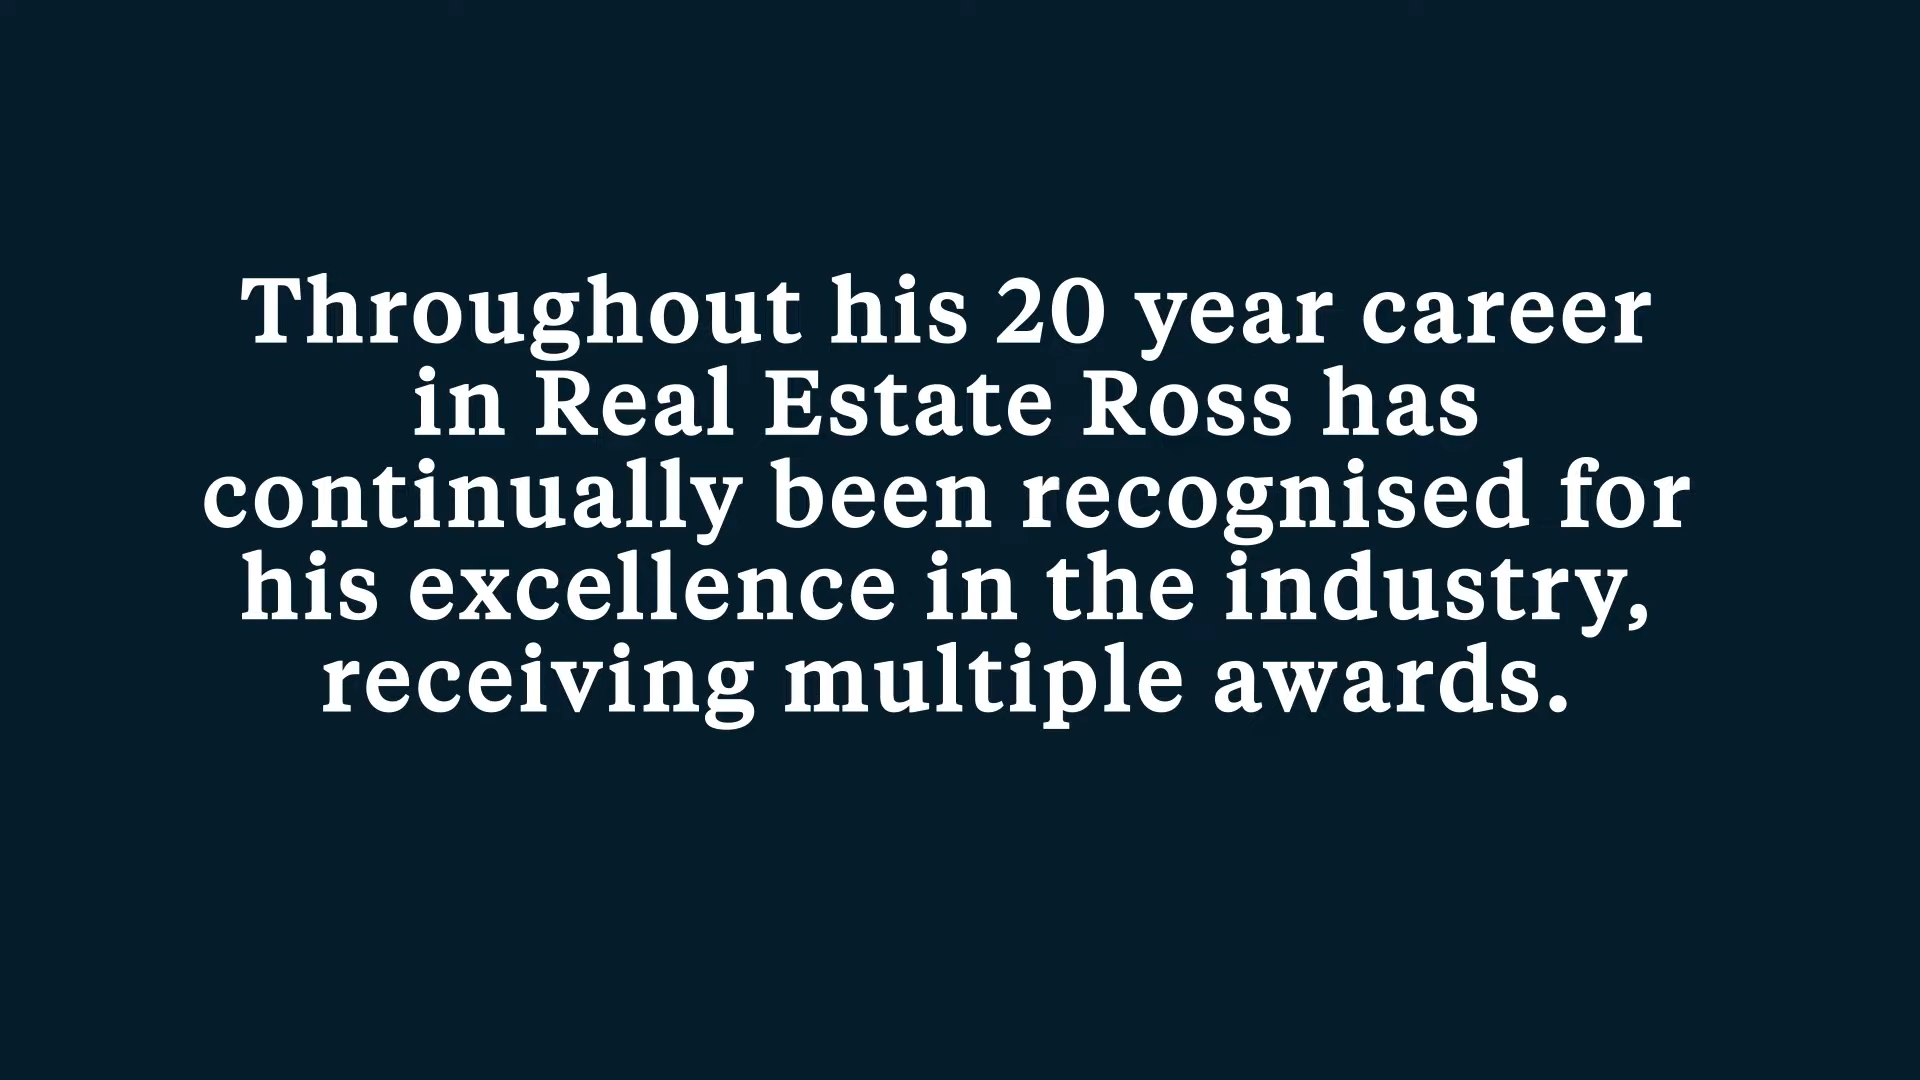 Throughout his 20 year career
in Real Estate Ross has
continually been recognised for
his excellence in the industry,
receiving multiple awards.